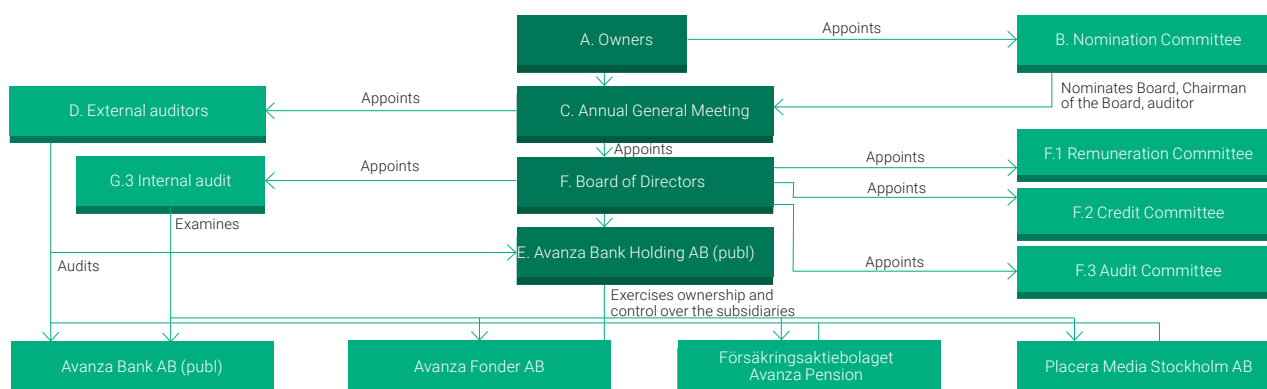 A. Owners
Appoints
B. Nomination Committee
Nominates Board, Chairman
of the Board, auditor
D. External auditors
Appoints
C. Annual General Meeting
Appoints
G.3 Internal audit
Appoints
F. Board of Directors
Appoints
F.1 Remuneration Committee
Appoints
F.2 Credit Committee
Examines
E. Avanza Bank Holding AB (publ)
Audits
Appoints
F.3 Audit Committee
Exercises ownership and
control over the subsidiaries
Avanza Bank AB (publ)
Avanza Fonder AB
Försäkringsaktiebolaget
Avanza Pension
Placera Media Stockholm AB